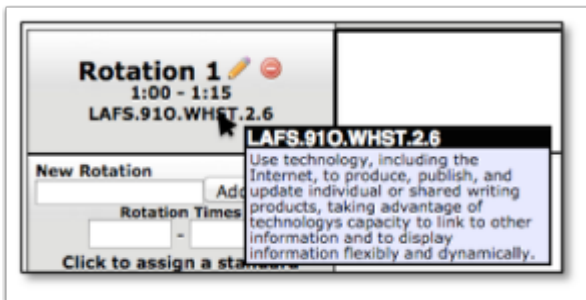 Rotation 1
1:00 - 1:15
LAFS.910.WHST.2.6
LAFS.910.WHST.2.6
Use technology, including the
Internet, to produce, publish, and
update individual or shared writing
products, taking advantage of
technologys capacity to link to other
information and to display
information flexibly and dynamically.
New Rotation
Add
Rotation Times
-
Click to assign a standard